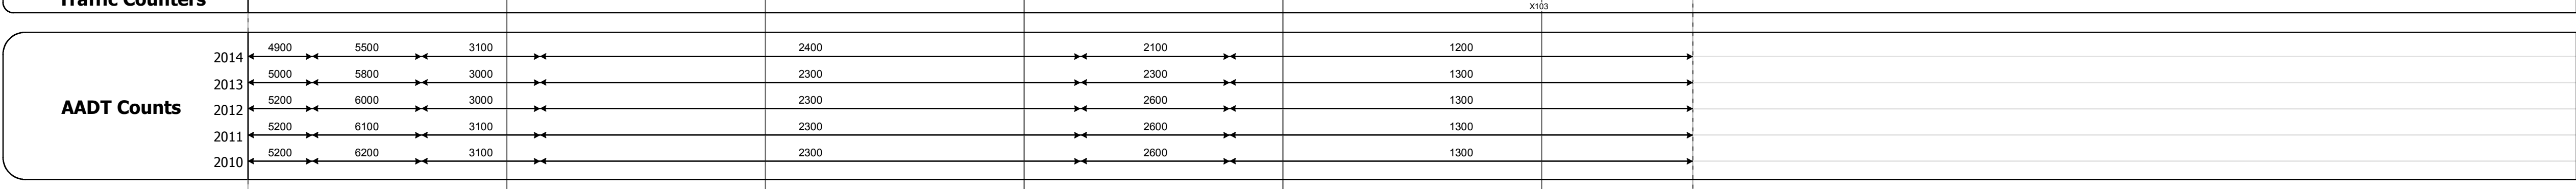 Traffic Counters
X103
4900 5500 3100 2400 2100 1200
2014
5000 5800 3000 2300 2300 1300
2013
5200 6000 3000 2300 2600 1300
AADT Counts 2012
5200 6100 3100 2300 2600 1300
2011
5200 6200 3100 2300 2600 1300
2010